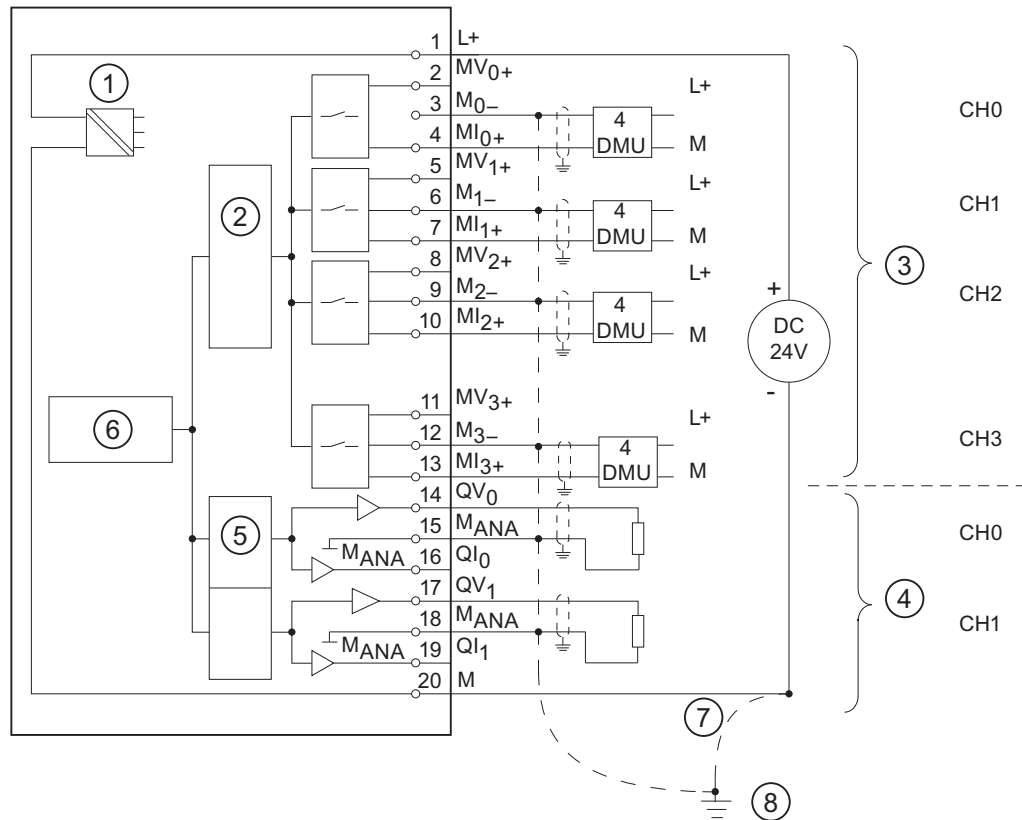 1 L+
2 MV0+
L+
3 M0–
4 DMU
CH0
4 MI0+
M
5 MV1+
L+
6 M1–
4 DMU
CH1
7 MI1+
M
8 MV2+
L+
9 M2–
4 DMU
CH2
10 MI2+
M
11 MV3+
L+
12 M3–
4 DMU
CH3
13 MI3+
M
14 QV0
15 MANA
CH0
MANA
16 QI0
17 QV1
18 MANA
CH1
MANA
19 QI1
20 M
1
2
3
+
DC
24V
-
6
5
4
7
8